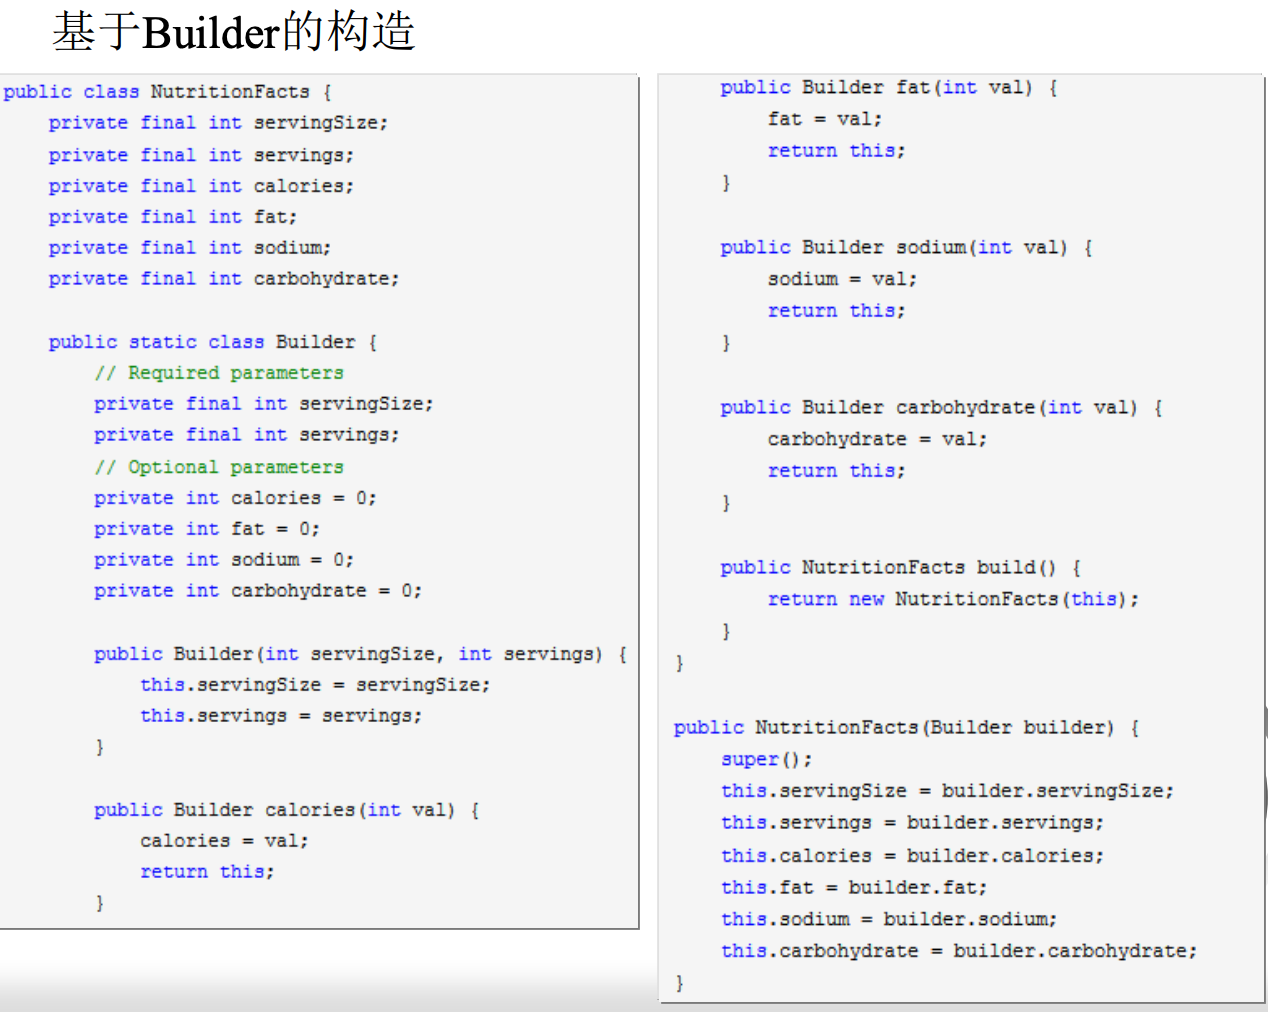 基于Builder的构造
public class NutritionFacts {
    private final int servingSize;
    private final int servings;
    private final int calories;
    private final int fat;
    private final int sodium;
    private final int carbohydrate;
    public static class Builder {
        // Required parameters
        private final int servingSize;
        private final int servings;
        // Optional parameters
        private int calories = 0;
        private int fat = 0;
        private int sodium = 0;
        private int carbohydrate = 0;
        public Builder(int servingSize, int servings) {
            this.servingSize = servingSize;
            this.servings = servings;
        }
        public Builder calories(int val) {
            calories = val;
            return this;
        }
        public Builder fat(int val) {
            fat = val;
            return this;
        }
        public Builder sodium(int val) {
            sodium = val;
            return this;
        }
        public Builder carbohydrate(int val) {
            carbohydrate = val;
            return this;
        }
        public NutritionFacts build() {
            return new NutritionFacts(this);
        }
    }
    public NutritionFacts(Builder builder) {
        super();
        this.servingSize = builder.servingSize;
        this.servings = builder.servings;
        this.calories = builder.calories;
        this.fat = builder.fat;
        this.sodium = builder.sodium;
        this.carbohydrate = builder.carbohydrate;
    }